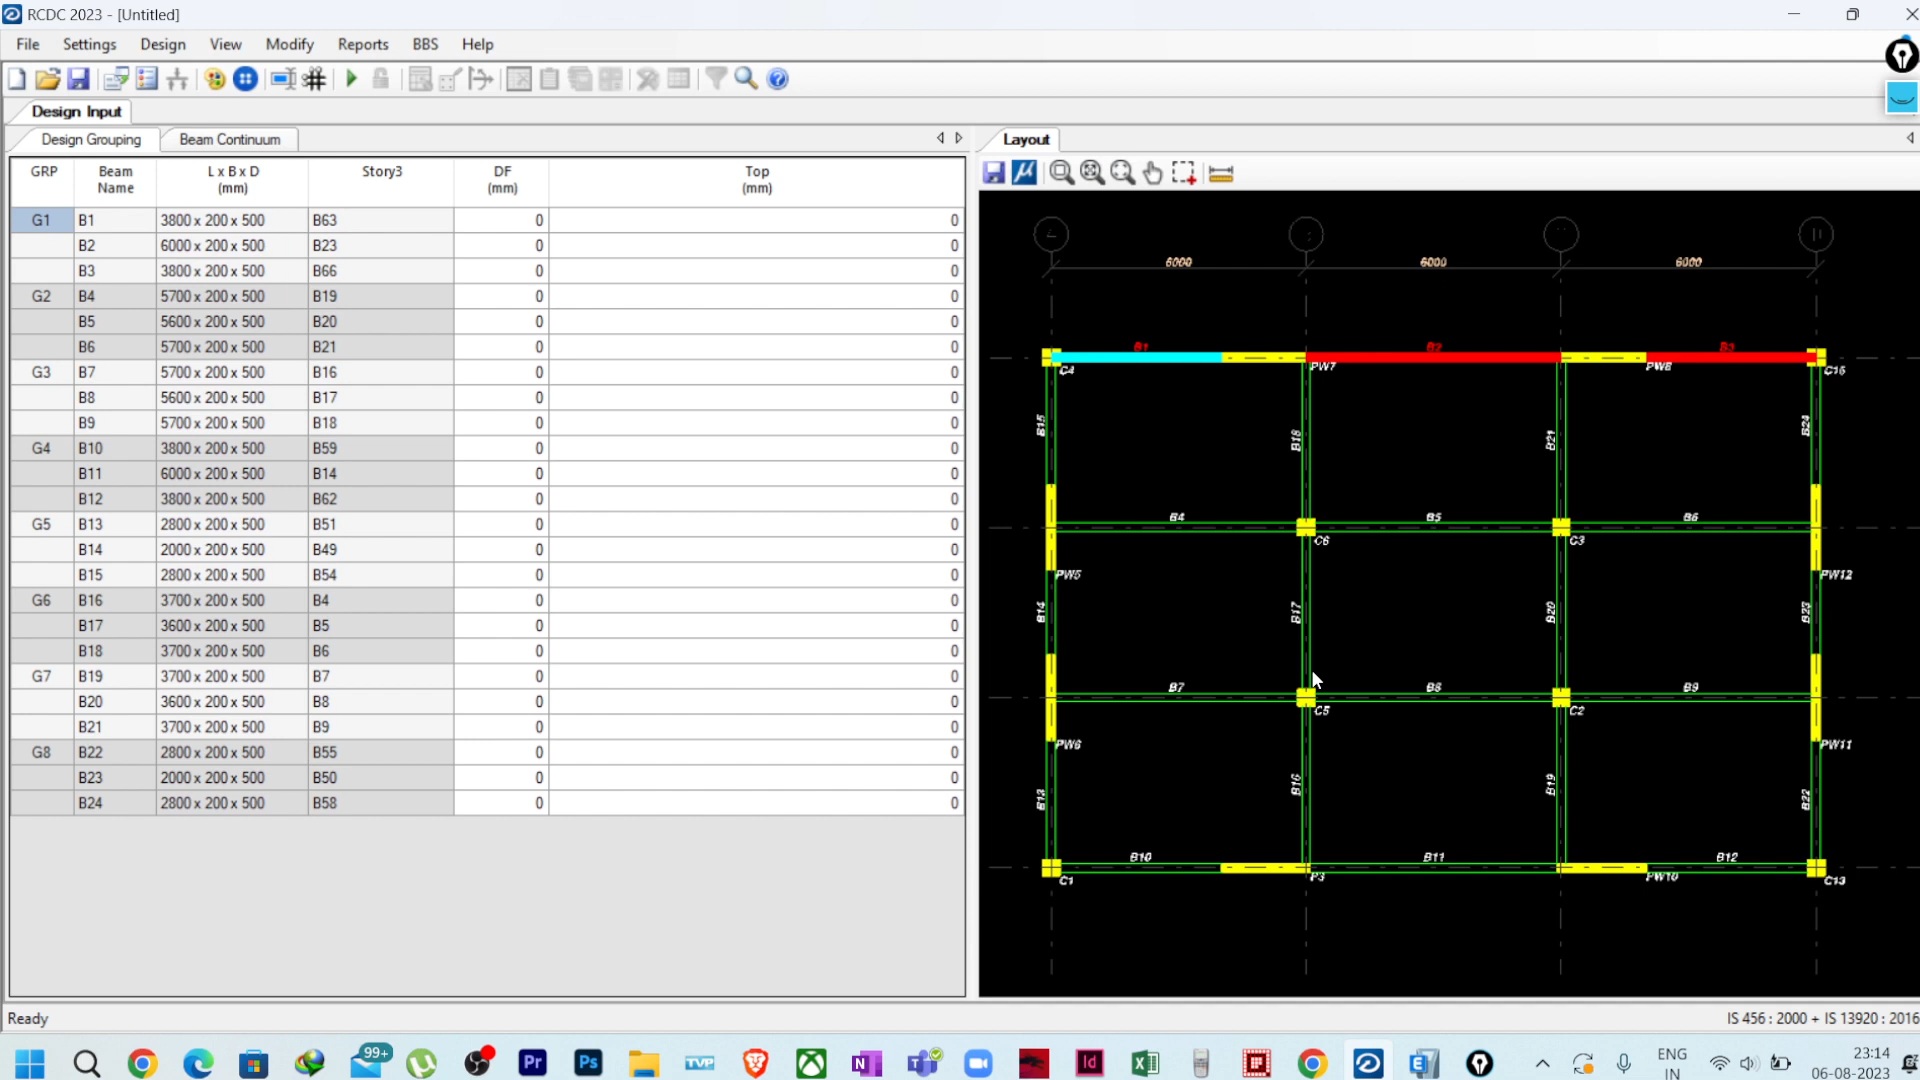 RCDC 2023 - [Untitled]
File Settings Design View Modify Reports BBS Help
Design Input
Design Grouping Beam Continuum
GRP Beam Name L x B x D (mm) Story3 DF (mm) Top (mm)
G1 B1 3800 x 200 x 500 B63 0 0
B2 6000 x 200 x 500 B23 0 0
B3 3800 x 200 x 500 B66 0 0
G2 B4 5700 x 200 x 500 B19 0 0
B5 5600 x 200 x 500 B20 0 0
B6 5700 x 200 x 500 B21 0 0
G3 B7 5700 x 200 x 500 B16 0 0
B8 5600 x 200 x 500 B17 0 0
B9 5700 x 200 x 500 B18 0 0
G4 B10 3800 x 200 x 500 B59 0 0
B11 6000 x 200 x 500 B14 0 0
B12 3800 x 200 x 500 B62 0 0
G5 B13 2800 x 200 x 500 B51 0 0
B14 2000 x 200 x 500 B49 0 0
B15 2800 x 200 x 500 B54 0 0
G6 B16 3700 x 200 x 500 B4 0 0
B17 3600 x 200 x 500 B5 0 0
B18 3700 x 200 x 500 B6 0 0
G7 B19 3700 x 200 x 500 B7 0 0
B20 3600 x 200 x 500 B8 0 0
B21 3700 x 200 x 500 B9 0 0
G8 B22 2800 x 200 x 500 B55 0 0
B23 2000 x 200 x 500 B50 0 0
B24 2800 x 200 x 500 B58 0 0
Layout
6000 6000 6000
B1 B2 B3
C4 PW7 PW8 C16
B15 B18 B21 B24
B4 B5 B6
C6 C3
PW5 PW12
B14 B17 B20 B23
B7 B8 B9
C5 C2
PW6 PW11
B13 B16 B19 B22
B10 B11 B12
C1 P3 PW10 C13
Ready
IS 456 : 2000 + IS 13920 : 2016
99+
Pr Ps TVP N Id
ENG
IN
23:14
06-08-2023